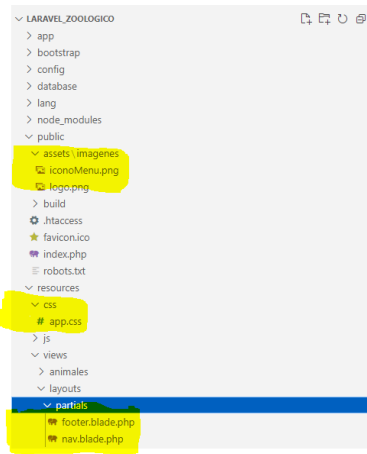 LARAVEL_ZOOLOGICO
app
bootstrap
config
database
lang
node_modules
public
assets \ imagenes
iconoMenu.png
logo.png
build
.htaccess
favicon.ico
index.php
robots.txt
resources
css
# app.css
js
views
animales
layouts
partials
footer.blade.php
nav.blade.php